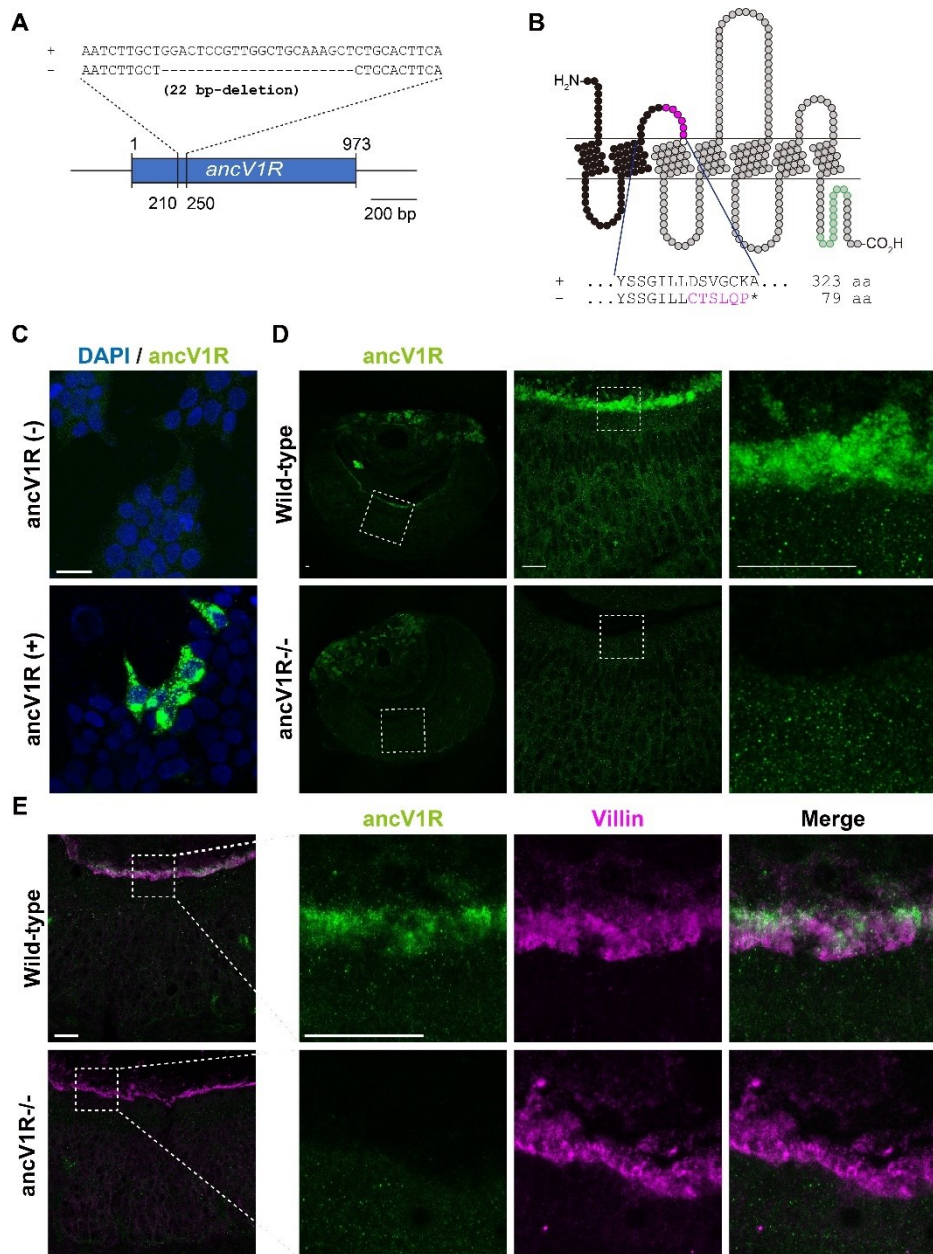 A
+ AATCTTGCTGGACTCCGTTGGCTGCAAAGCTCTGCACTTCA
− AATCTTGCT----------------------CTGCACTTCA
(22 bp-deletion)
1 973
ancV1R
210 250
200 bp
B
H2N-
-CO2H
+ ...YSSGILLDSVGCKA... 323 aa
− ...YSSGILLCTSLQP* 79 aa
C
DAPI / ancV1R
ancV1R (-)
ancV1R (+)
D
ancV1R
Wild-type
ancV1R-/-
E
ancV1R Villin Merge
Wild-type
ancV1R-/-